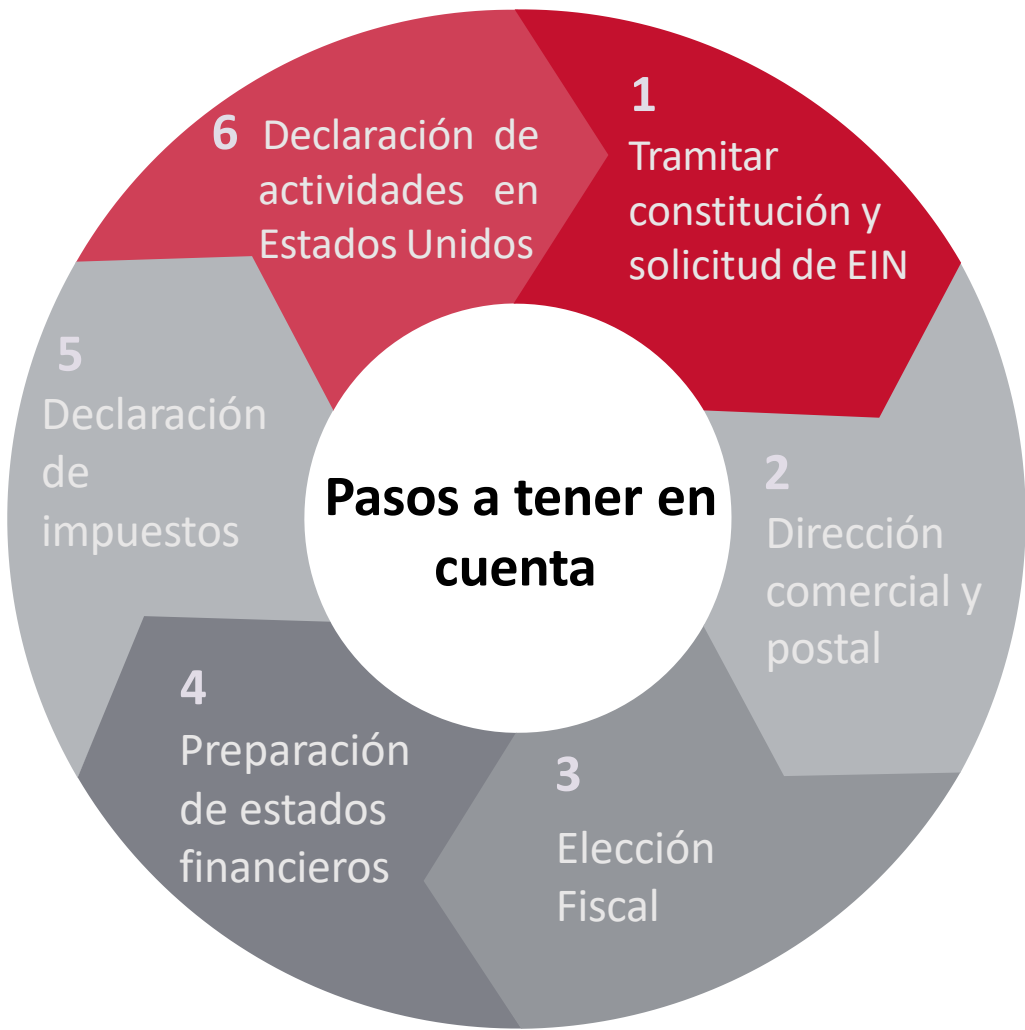 Pasos a tener en
cuenta
1
Tramitar
constitución y
solicitud de EIN
2
Dirección
comercial y
postal
3
Elección
Fiscal
4
Preparación
de estados
financieros
5
Declaración
de
impuestos
6 Declaración de
actividades en
Estados Unidos